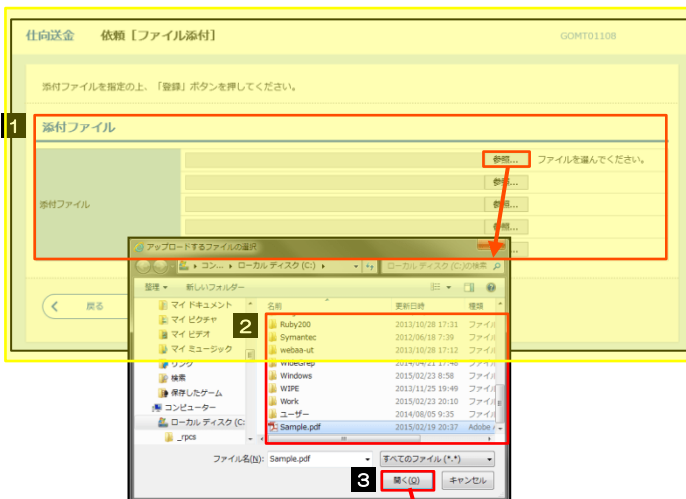 仕向送金 依頼［ファイル添付］ GOMT01108
添付ファイルを指定の上、「登録」ボタンを押してください。
1
添付ファイル
参照... ファイルを選んでください。
参照...
添付ファイル 参照...
参照...
アップロードするファイルの選択
コン... ▸ ローカル ディスク (C:) ▸ ローカル ディスク (C:)の検索
整理 新しいフォルダー
戻る
マイ ドキュメント 名前 更新日時 種類
マイ ピクチャ 2 Ruby200 2013/10/28 17:31 ファイル
マイ ビデオ Symantec 2012/06/18 7:39 ファイル
マイ ミュージック webaa-ut 2013/10/28 17:12 ファイル
リンク WideGrep 2014/04/21 17:48 ファイル
検索 Windows 2015/02/23 8:58 ファイル
保存したゲーム WIPE 2013/11/25 19:49 ファイル
コンピューター Work 2015/02/23 20:10 ファイル
ローカル ディスク (C: ユーザー 2014/08/05 9:35 ファイル
_rpcs Sample.pdf 2015/02/19 20:37 Adobe
ファイル名(N): Sample.pdf すべてのファイル (*.*)
3 開く(O) キャンセル